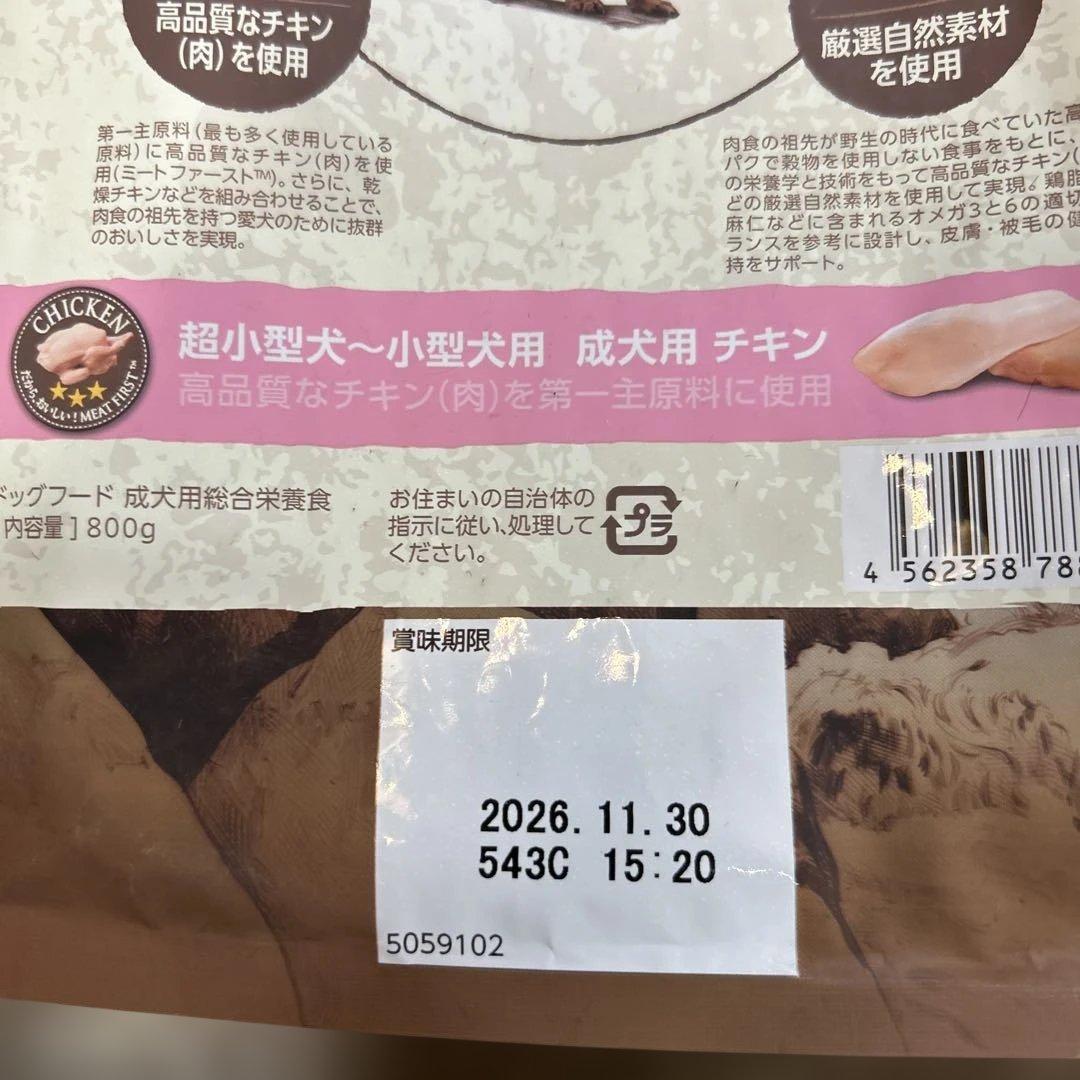 高品質なチキン
(肉)を使用
厳選自然素材
を使用
第一主原料(最も多く使用している
原料)に高品質なチキン(肉)を使
用(ミートファースト™)。さらに、乾
燥チキンなどを組み合わせることで、
肉食の祖先を持つ愛犬のために抜群
のおいしさを実現。
肉食の祖先が野生の時代に食べていた高
パクで穀物を使用しない食事をもとに、
の栄養学と技術をもって高品質なチキン(
どの厳選自然素材を使用して実現。鶏脂
麻仁などに含まれるオメガ3と6の適切
ランスを参考に設計し、皮膚・被毛の健
持をサポート。
CHICKEN
だから、おいしい! MEAT FIRST™
超小型犬～小型犬用 成犬用 チキン
高品質なチキン(肉)を第一主原料に使用
ドッグフード 成犬用総合栄養食
内容量]800g
お住まいの自治体の
指示に従い、処理して
ください。
プラ
4 562358 788
賞味期限
2026.11.30
543C 15:20
5059102